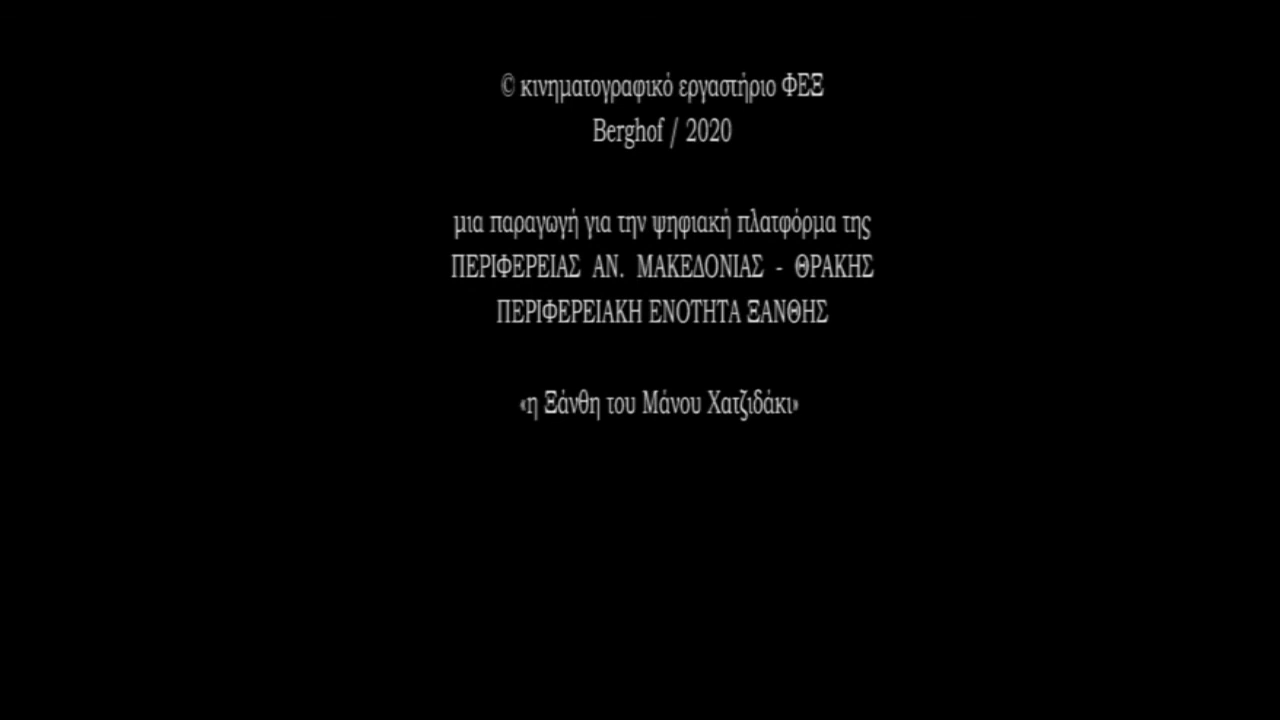 © κινηματογραφικό εργαστήριο ΦΕΞ
Berghof / 2020
μια παραγωγή για την ψηφιακή πλατφόρμα της
ΠΕΡΙΦΕΡΕΙΑΣ ΑΝ. ΜΑΚΕΔΟΝΙΑΣ - ΘΡΑΚΗΣ
ΠΕΡΙΦΕΡΕΙΑΚΗ ΕΝΟΤΗΤΑ ΞΑΝΘΗΣ
«η Ξάνθη του Μάνου Χατζιδάκι»